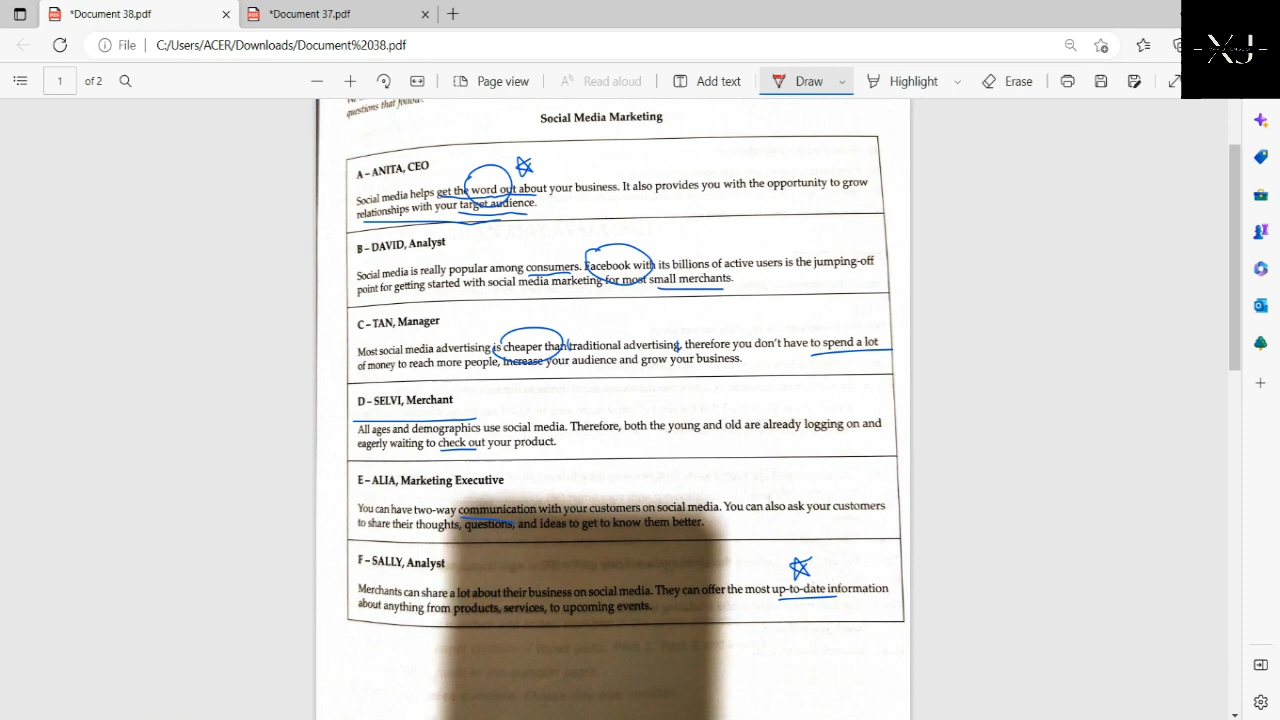 *Document 38.pdf
*Document 37.pdf
File C:/Users/ACER/Downloads/Document%2038.pdf
XJ
1 of 2 Page view Read aloud Add text Draw Highlight Erase
questions that follow.
Social Media Marketing
A – ANITA, CEO
Social media helps get the word out about your business. It also provides you with the opportunity to grow
relationships with your target audience.
B – DAVID, Analyst
Social media is really popular among consumers. Facebook with its billions of active users is the jumping-off
point for getting started with social media marketing for most small merchants.
C – TAN, Manager
Most social media advertising is cheaper than traditional advertising, therefore you don't have to spend a lot
of money to reach more people, increase your audience and grow your business.
D – SELVI, Merchant
All ages and demographics use social media. Therefore, both the young and old are already logging on and
eagerly waiting to check out your product.
E – ALIA, Marketing Executive
You can have two-way communication with your customers on social media. You can also ask your customers
to share their thoughts, questions, and ideas to get to know them better.
F – SALLY, Analyst
Merchants can share a lot about their business on social media. They can offer the most up-to-date information
about anything from products, services, to upcoming events.